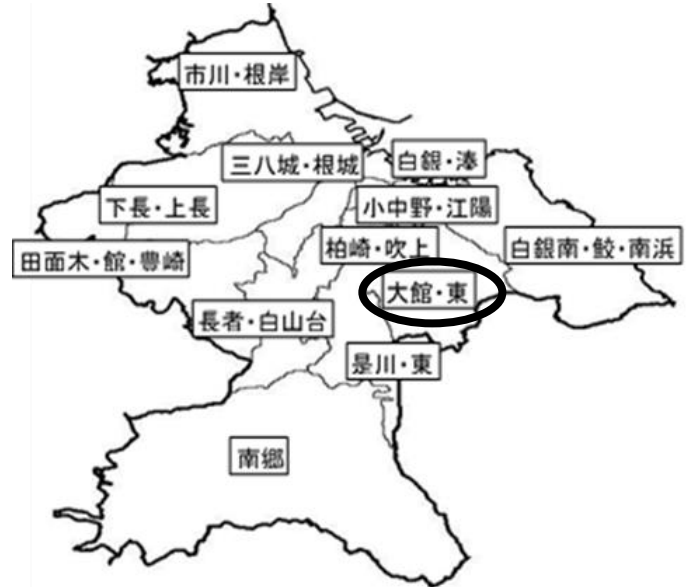 市川・根岸
三八城・根城
白銀・湊
下長・上長
小中野・江陽
田面木・館・豊崎
柏崎・吹上
白銀南・鮫・南浜
大館・東
長者・白山台
是川・東
南郷